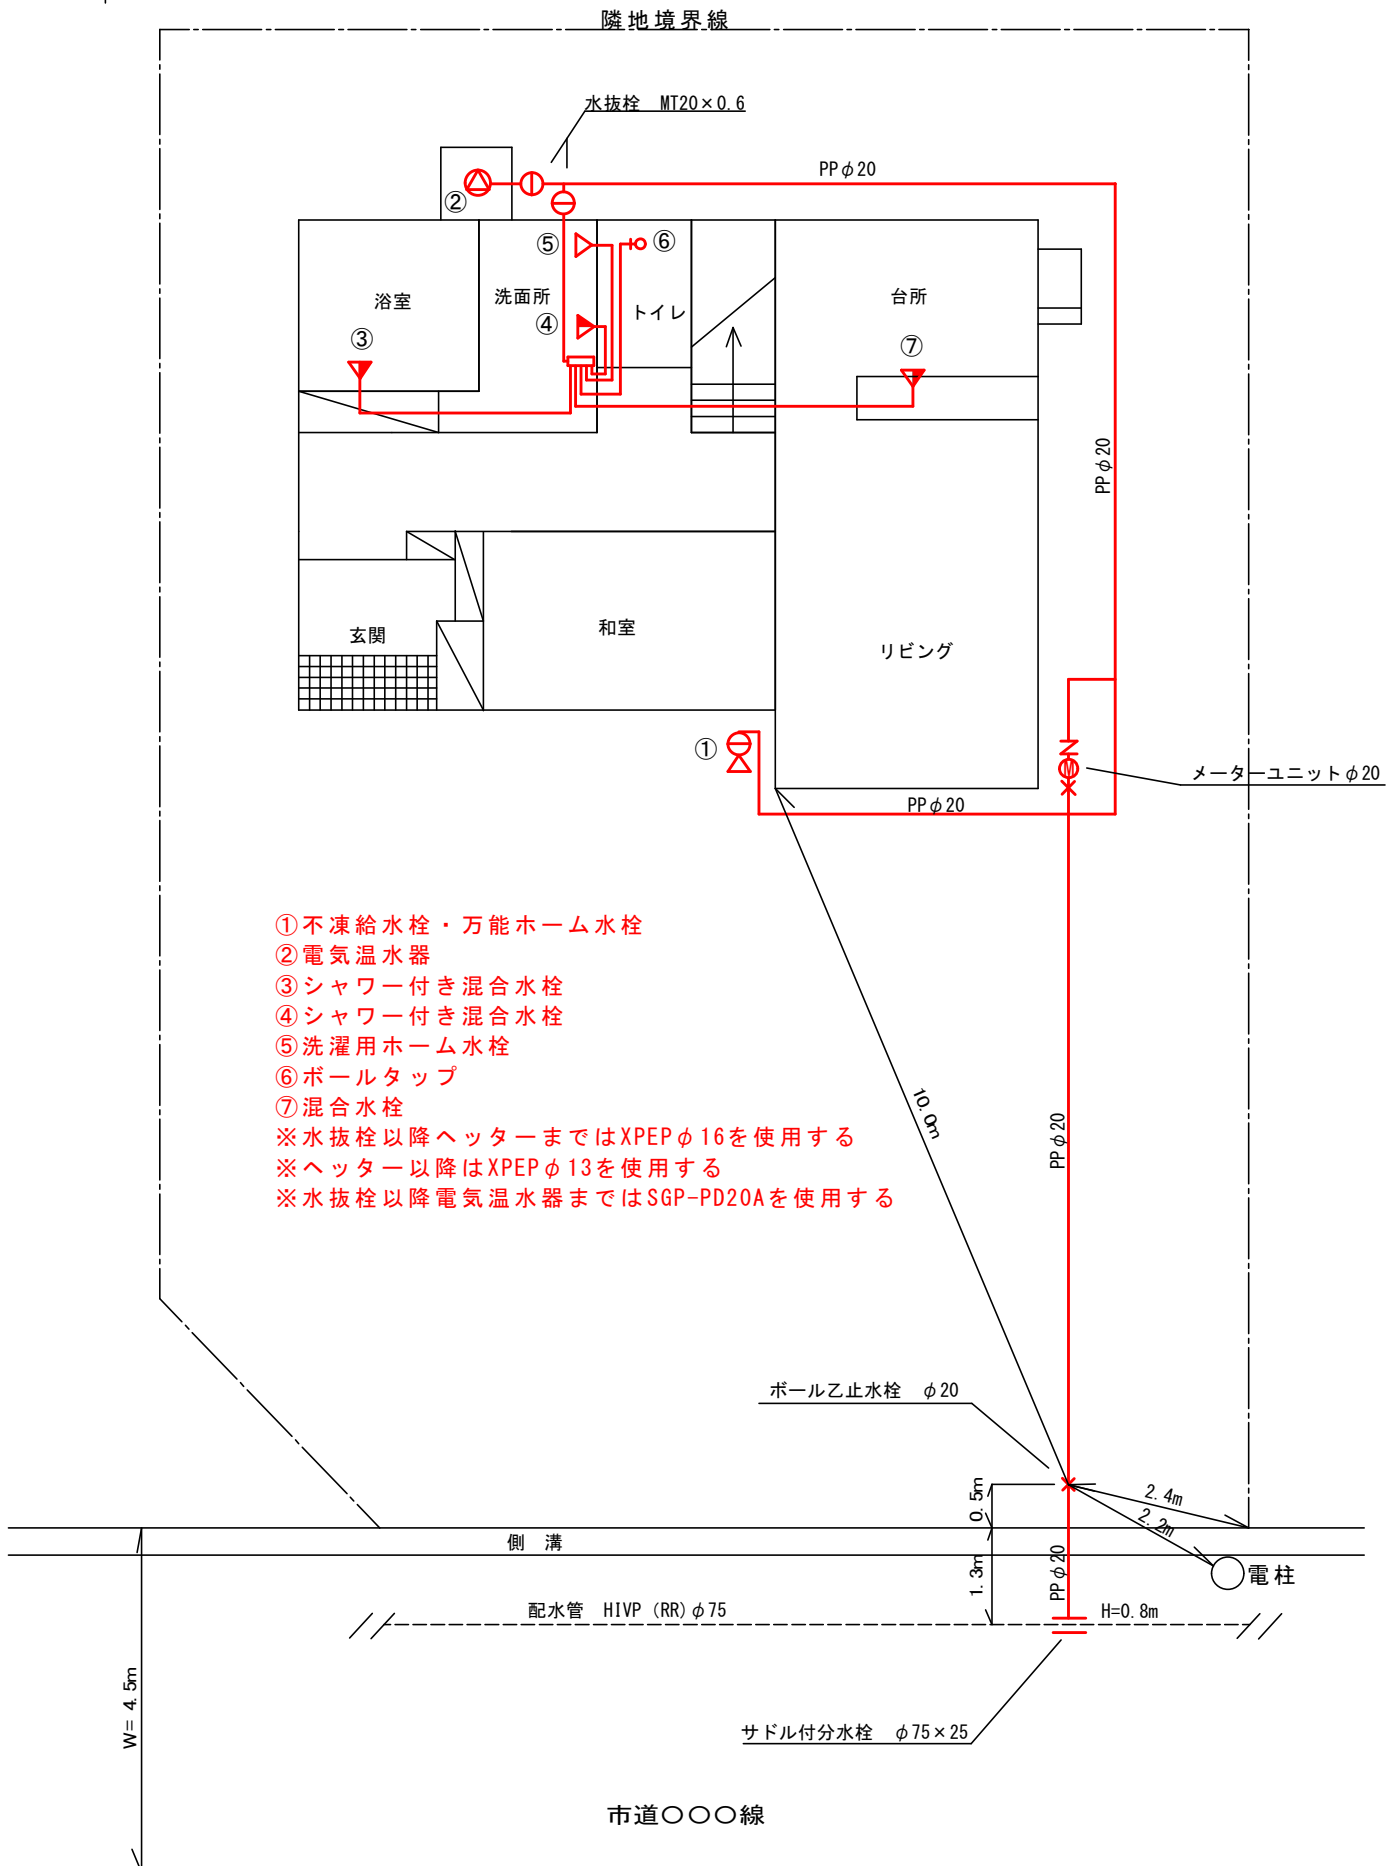 隣地境界線
水抜栓　MT20×0.6
PPφ20
②
⑤
⑥
浴室
洗面所
トイレ
台所
④
③
⑦
PPφ20
玄関
和室
リビング
①
M
メーターユニットφ20
PPφ20
①不凍給水栓・万能ホーム水栓
②電気温水器
③シャワー付き混合水栓
④シャワー付き混合水栓
⑤洗濯用ホーム水栓
⑥ボールタップ
⑦混合水栓
※水抜栓以降ヘッターまではXPEPφ16を使用する
※ヘッター以降はXPEPφ13を使用する
※水抜栓以降電気温水器まではSGP-PD20Aを使用する
10.0m
PPφ20
ボール乙止水栓　φ20
0.5m
2.4m
2.2m
側　溝
1.3m
PPφ20
電柱
配水管　HIVP (RR)φ75
H=0.8m
W= 4.5m
サドル付分水栓　φ75×25
市道〇〇〇線